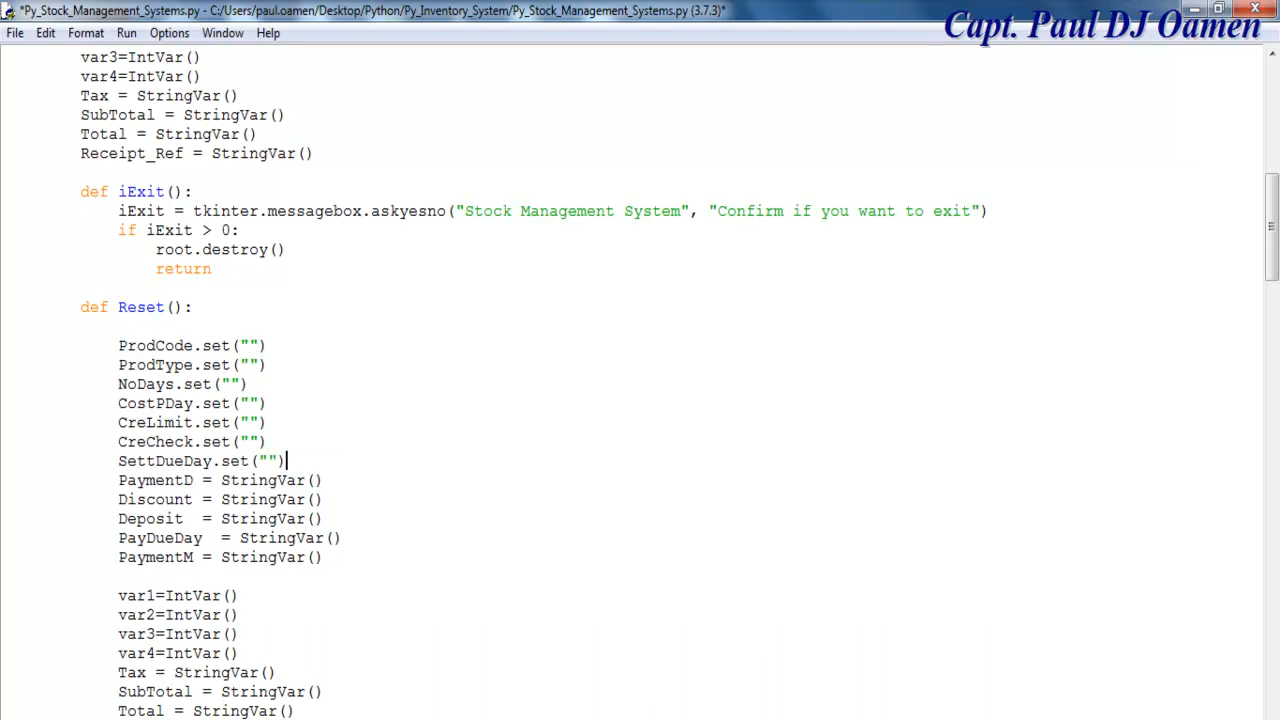 *Py_Stock_Management_Systems.py - C:/Users/paul.oamen/Desktop/Python/Py_Inventory_System/Py_Stock_Management_Systems.py (3.7.3)*
Capt. Paul DJ Oamen
File Edit Format Run Options Window Help
var3=IntVar()
var4=IntVar()
Tax = StringVar()
SubTotal = StringVar()
Total = StringVar()
Receipt_Ref = StringVar()
def iExit():
iExit = tkinter.messagebox.askyesno("Stock Management System", "Confirm if you want to exit")
if iExit > 0:
root.destroy()
return
def Reset():
ProdCode.set("")
ProdType.set("")
NoDays.set("")
CostPDay.set("")
CreLimit.set("")
CreCheck.set("")
SettDueDay.set("")
PaymentD = StringVar()
Discount = StringVar()
Deposit  = StringVar()
PayDueDay  = StringVar()
PaymentM = StringVar()
var1=IntVar()
var2=IntVar()
var3=IntVar()
var4=IntVar()
Tax = StringVar()
SubTotal = StringVar()
Total = StringVar()